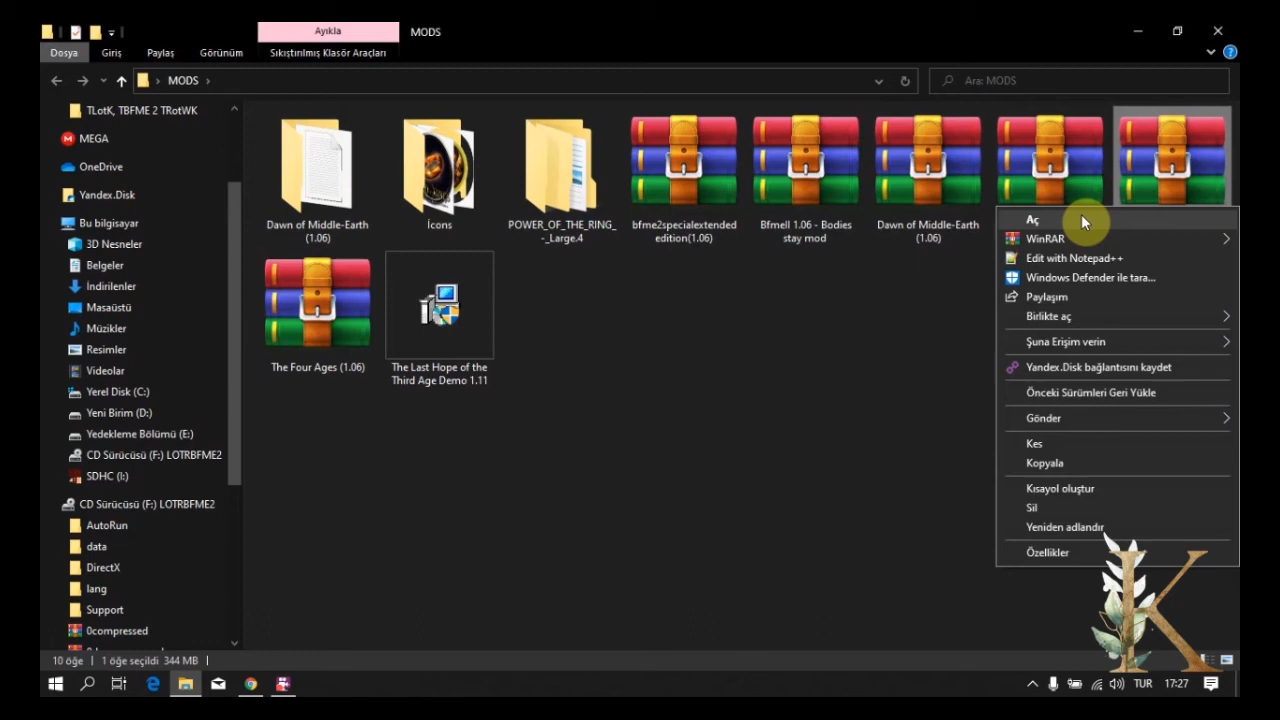 Ayıkla
MODS
Dosya
Giriş
Paylaş
Görünüm
Sıkıştırılmış Klasör Araçları
MODS
Ara: MODS
TLotK, TBFME 2 TRotWK
MEGA
OneDrive
Yandex.Disk
Bu bilgisayar
3D Nesneler
Belgeler
İndirilenler
Masaüstü
Müzikler
Resimler
Videolar
Yerel Disk (C:)
Yeni Birim (D:)
Yedekleme Bölümü (E:)
CD Sürücüsü (F:) LOTRBFME2
SDHC (I:)
CD Sürücüsü (F:) LOTRBFME2
AutoRun
data
DirectX
lang
Support
0compressed
Dawn of Middle-Earth
(1.06)
İcons
POWER_OF_THE_RING_
-_Large.4
bfme2specialextended
edition(1.06)
BfmeII 1.06 - Bodies
stay mod
Dawn of Middle-Earth
(1.06)
The Four Ages (1.06)
The Last Hope of the
Third Age Demo 1.11
Aç
WinRAR
Edit with Notepad++
Windows Defender ile tara...
Paylaşım
Birlikte aç
Şuna Erişim verin
Yandex.Disk bağlantısını kaydet
Önceki Sürümleri Geri Yükle
Gönder
Kes
Kopyala
Kısayol oluştur
Sil
Yeniden adlandır
Özellikler
K
10 öğe
1 öğe seçildi 344 MB
TUR
17:27